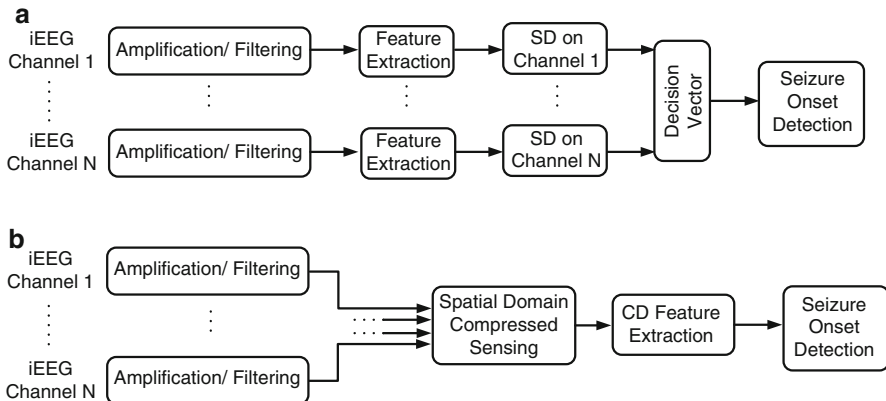 a
iEEG
Channel 1
Amplification/ Filtering
Feature
Extraction
SD on
Channel 1
iEEG
Channel N
Amplification/ Filtering
Feature
Extraction
SD on
Channel N
Decision
Vector
Seizure
Onset
Detection
b
iEEG
Channel 1
Amplification/ Filtering
iEEG
Channel N
Amplification/ Filtering
Spatial Domain
Compressed
Sensing
CD Feature
Extraction
Seizure
Onset
Detection